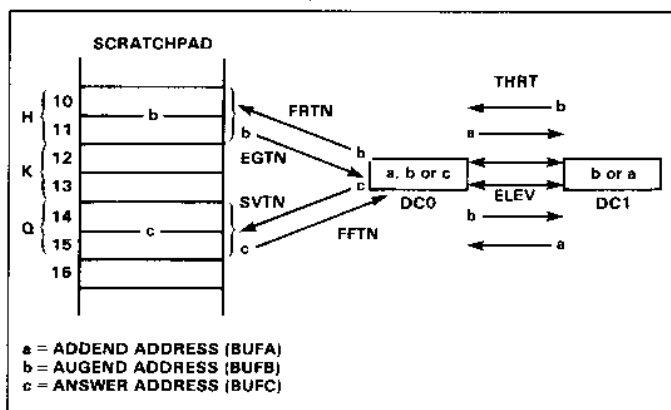 SCRATCHPAD
THRT
H { 10 b b
11 b FRTN a
K { 12 EGTN b
13 SVTN c a, b or c ELEV b or a
Q { 14 c DC0 b DC1
15 c FFTN a
16
a = ADDEND ADDRESS (BUFA)
b = AUGEND ADDRESS (BUFB)
c = ANSWER ADDRESS (BUFC)